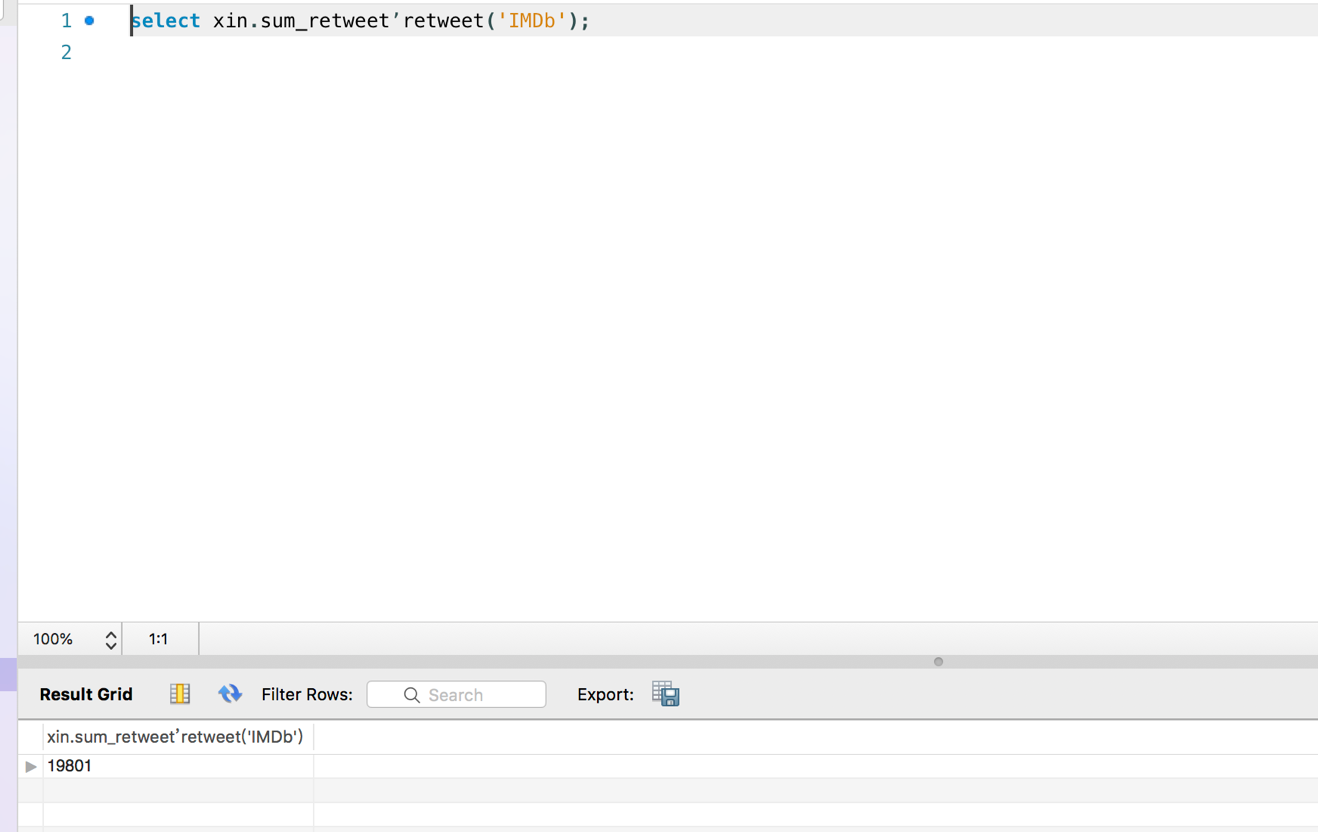 1 select xin.sum_retweet’retweet('IMDb');
2
100% 1:1
Result Grid Filter Rows: Search Export:
xin.sum_retweet’retweet('IMDb')
19801